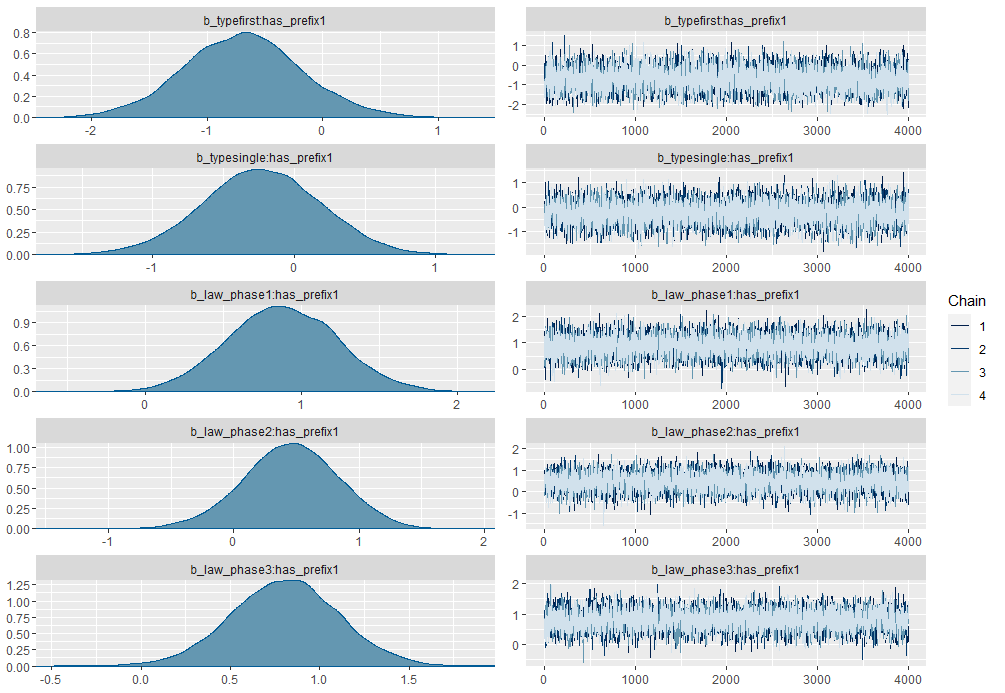 b_typefirst:has_prefix1
0.8
0.6
0.4
0.2
0.0
-2 -1 0 1
b_typefirst:has_prefix1
1
0
-1
-2
0 1000 2000 3000 4000
b_typesingle:has_prefix1
0.75
0.50
0.25
0.00
-1 0 1
b_typesingle:has_prefix1
1
0
-1
0 1000 2000 3000 4000
b_law_phase1:has_prefix1
0.9
0.6
0.3
0.0
0 1 2
b_law_phase1:has_prefix1
2
1
0
0 1000 2000 3000 4000
b_law_phase2:has_prefix1
1.00
0.75
0.50
0.25
0.00
-1 0 1 2
b_law_phase2:has_prefix1
2
1
0
-1
0 1000 2000 3000 4000
b_law_phase3:has_prefix1
1.25
1.00
0.75
0.50
0.25
0.00
-0.5 0.0 0.5 1.0 1.5
b_law_phase3:has_prefix1
2
1
0
0 1000 2000 3000 4000
Chain
1
2
3
4